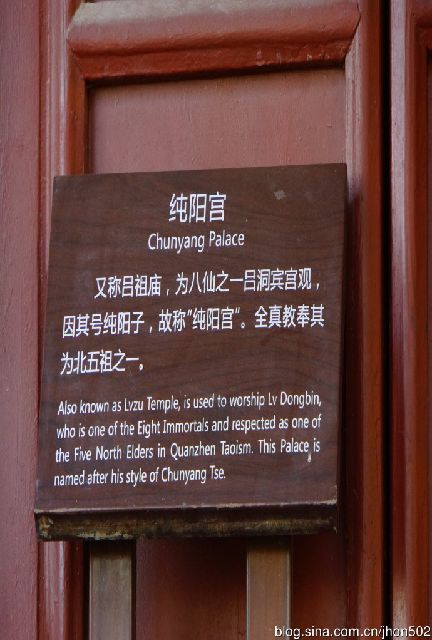 纯阳宫
Chunyang Palace
又称吕祖庙，为八仙之一吕洞宾宫观，
因其号纯阳子，故称"纯阳宫"。全真教奉其
为北五祖之一。
Also known as Lvzu Temple, is used to worship Lv Dongbin,
who is one of the Eight Immortals and respected as one of
the Five North Elders in Quanzhen Taoism. This Palace is
named after his style of Chunyang Tse.
blog.sina.com.cn/jhon502